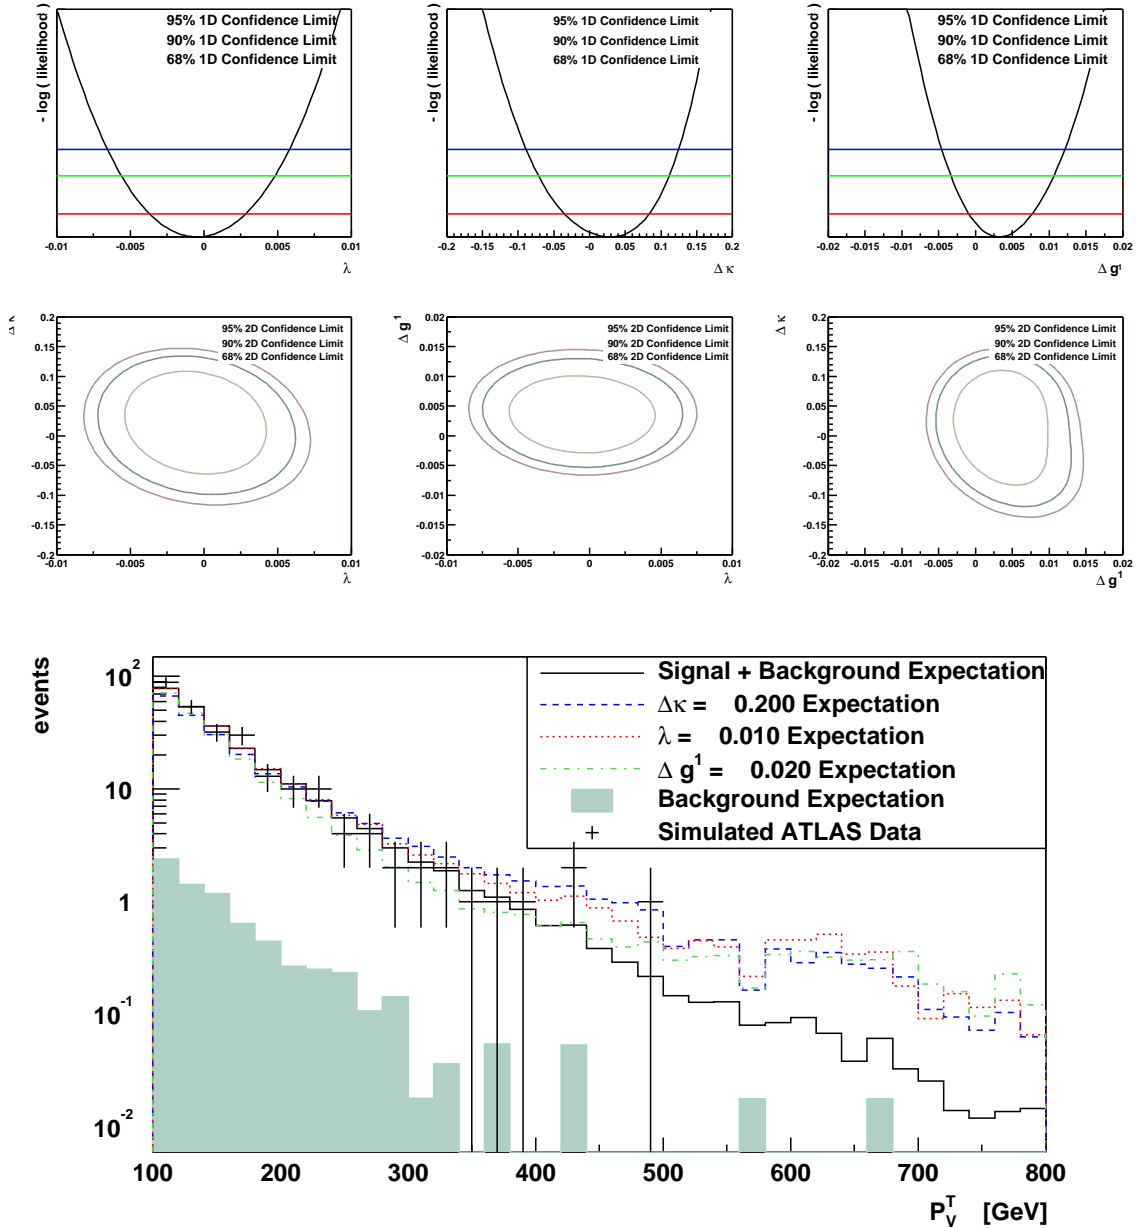 - log ( likelihood )
95% 1D Confidence Limit
90% 1D Confidence Limit
68% 1D Confidence Limit
-0.01 -0.005 0 0.005 0.01
λ
- log ( likelihood )
95% 1D Confidence Limit
90% 1D Confidence Limit
68% 1D Confidence Limit
-0.2 -0.15 -0.1 -0.05 0 0.05 0.1 0.15 0.2
Δ κ
- log ( likelihood )
95% 1D Confidence Limit
90% 1D Confidence Limit
68% 1D Confidence Limit
-0.02 -0.015 -0.01 -0.005 0 0.005 0.01 0.015 0.02
Δ g¹
Δ κ
95% 2D Confidence Limit
90% 2D Confidence Limit
68% 2D Confidence Limit
0.2
0.15
0.1
0.05
0
-0.05
-0.1
-0.15
-0.2
-0.01 -0.005 0 0.005 0.01
λ
Δ g¹
95% 2D Confidence Limit
90% 2D Confidence Limit
68% 2D Confidence Limit
0.02
0.015
0.01
0.005
0
-0.005
-0.01
-0.015
-0.02
-0.01 -0.005 0 0.005 0.01
λ
Δ κ
95% 2D Confidence Limit
90% 2D Confidence Limit
68% 2D Confidence Limit
0.2
0.15
0.1
0.05
0
-0.05
-0.1
-0.15
-0.2
-0.02 -0.015 -0.01 -0.005 0 0.005 0.01 0.015 0.02
Δ g¹
events
10²
10
1
10⁻¹
10⁻²
Signal + Background Expectation
Δκ = 0.200 Expectation
λ = 0.010 Expectation
Δ g¹ = 0.020 Expectation
Background Expectation
Simulated ATLAS Data
100 200 300 400 500 600 700 800
P_V^T [GeV]